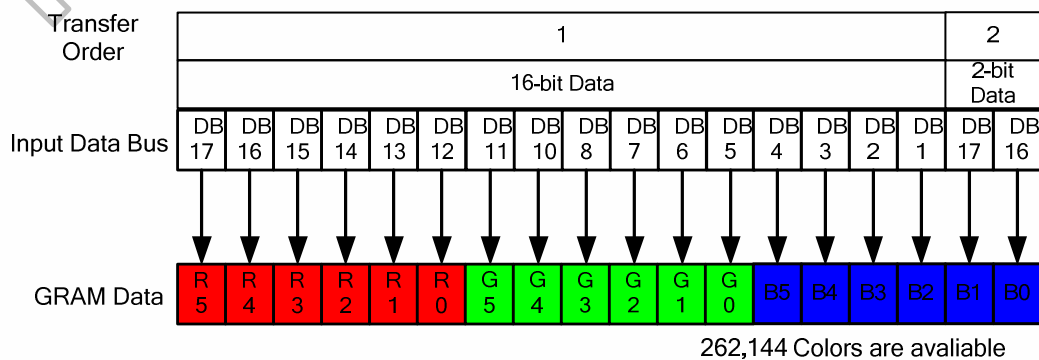 Transfer Order 1 2
16-bit Data 2-bit Data
Input Data Bus DB 17 DB 16 DB 15 DB 14 DB 13 DB 12 DB 11 DB 10 DB 8 DB 7 DB 6 DB 5 DB 4 DB 3 DB 2 DB 1 DB 17 DB 16
GRAM Data R 5 R 4 R 3 R 2 R 1 R 0 G 5 G 4 G 3 G 2 G 1 G 0 B5 B4 B3 B2 B1 B0
262,144 Colors are avaliable